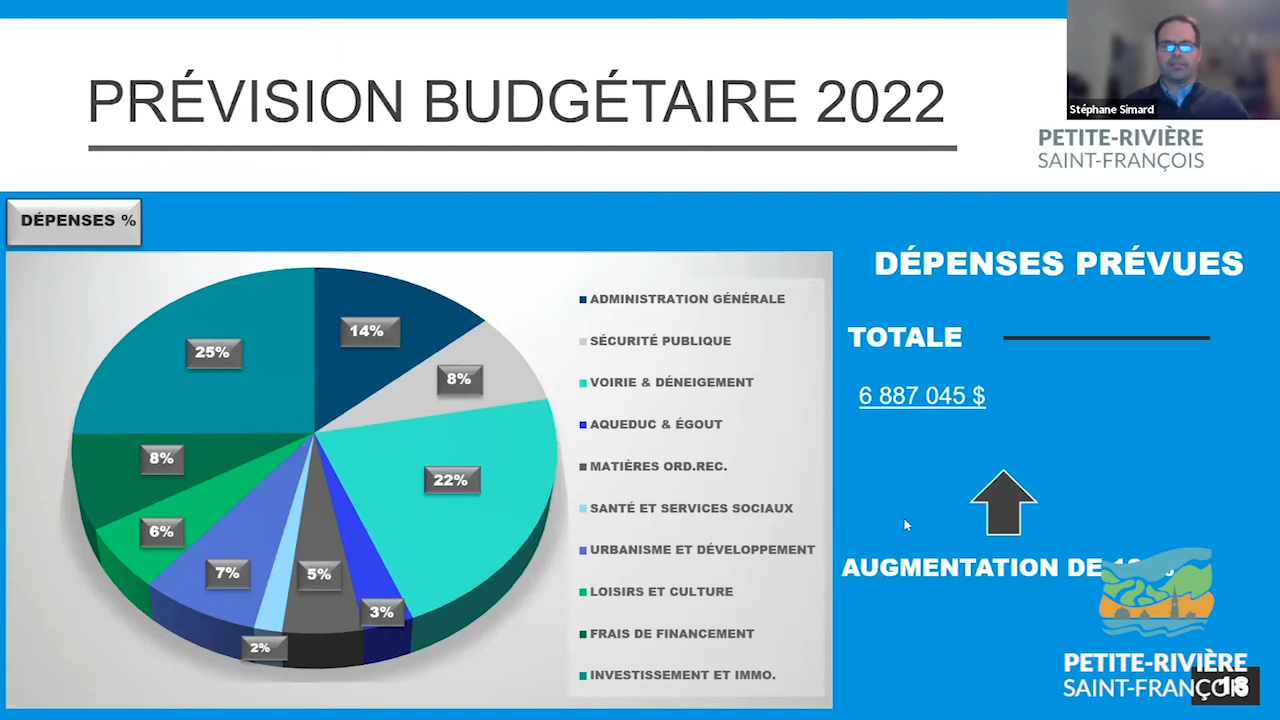 PRÉVISION BUDGÉTAIRE 2022
Stéphane Simard
PETITE-RIVIÈRE
SAINT-FRANÇOIS
DÉPENSES %
14%
8%
22%
3%
5%
2%
7%
6%
8%
25%
ADMINISTRATION GÉNÉRALE
SÉCURITÉ PUBLIQUE
VOIRIE & DÉNEIGEMENT
AQUEDUC & ÉGOUT
MATIÈRES ORD.REC.
SANTÉ ET SERVICES SOCIAUX
URBANISME ET DÉVELOPPEMENT
LOISIRS ET CULTURE
FRAIS DE FINANCEMENT
INVESTISSEMENT ET IMMO.
DÉPENSES PRÉVUES
TOTALE
6 887 045 $
AUGMENTATION DE
PETITE-RIVIÈRE
SAINT-FRANÇOIS
18